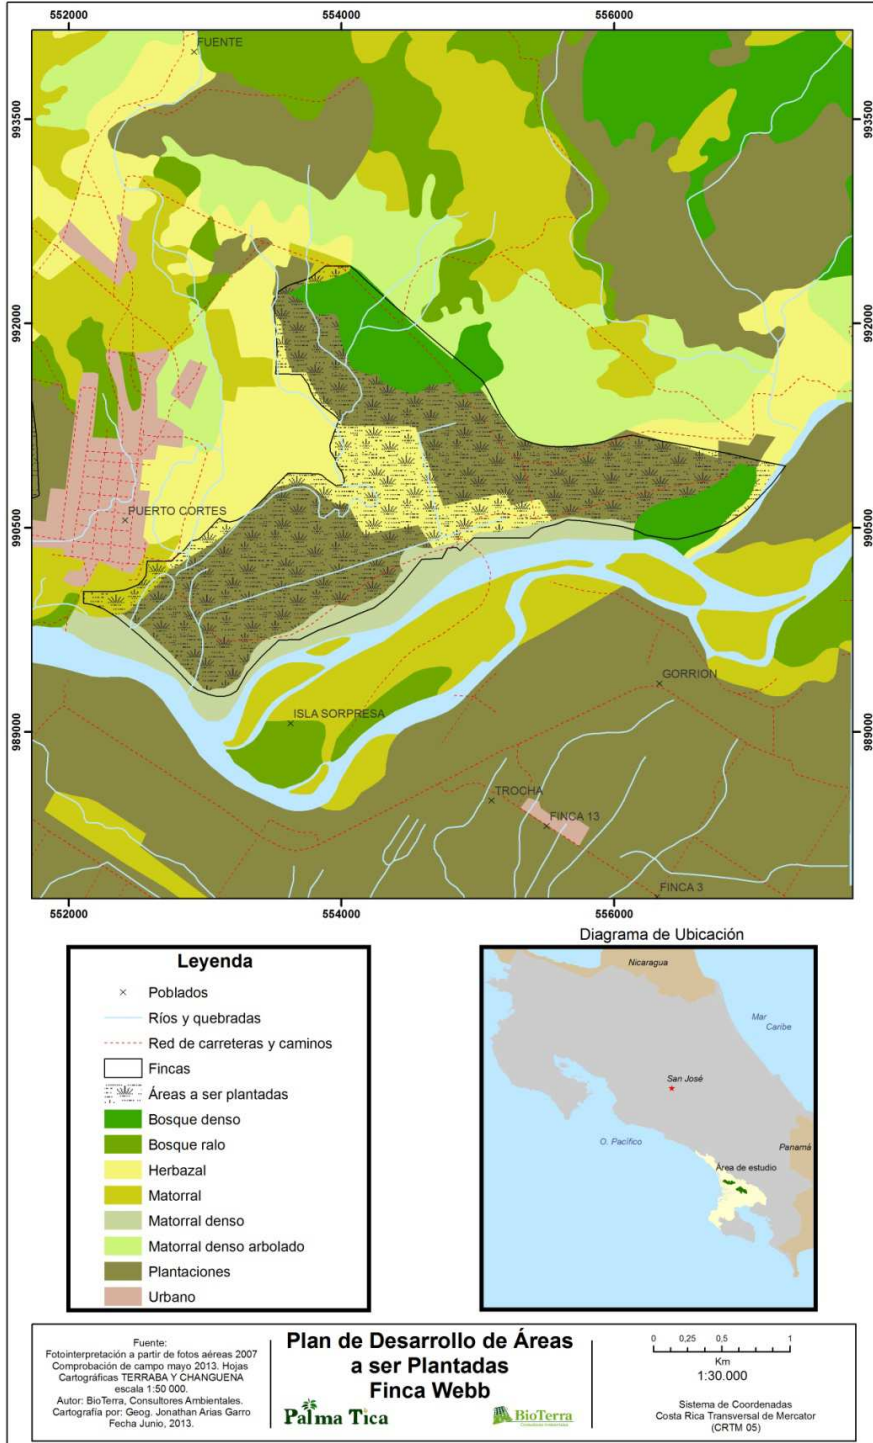 552000
554000
556000
993500
992000
990500
989000
993500
992000
990500
989000
FUENTE
PUERTO CORTES
ISLA SORPRESA
GORRION
TROCHA
FINCA 13
FINCA 3
552000
554000
556000
Leyenda
Poblados
Ríos y quebradas
Red de carreteras y caminos
Fincas
Áreas a ser plantadas
Bosque denso
Bosque ralo
Herbazal
Matorral
Matorral denso
Matorral denso arbolado
Plantaciones
Urbano
Diagrama de Ubicación
Nicaragua
Mar
Caribe
San José
O. Pacífico
Panamá
Área de estudio
Fuente:
Fotointerpretación a partir de fotos aéreas 2007
Comprobación de campo mayo 2013. Hojas
Cartográficas TERRABA Y CHANGUENA
escala 1:50 000.
Autor: BioTerra, Consultores Ambientales.
Cartografía por: Geog. Jonathan Arias Garro
Fecha Junio, 2013.
Plan de Desarrollo de Áreas
a ser Plantadas
Finca Webb
Palma Tica
BioTerra
0 0,25 0,5 1
Km
1:30.000
Sistema de Coordenadas
Costa Rica Transversal de Mercator
(CRTM 05)